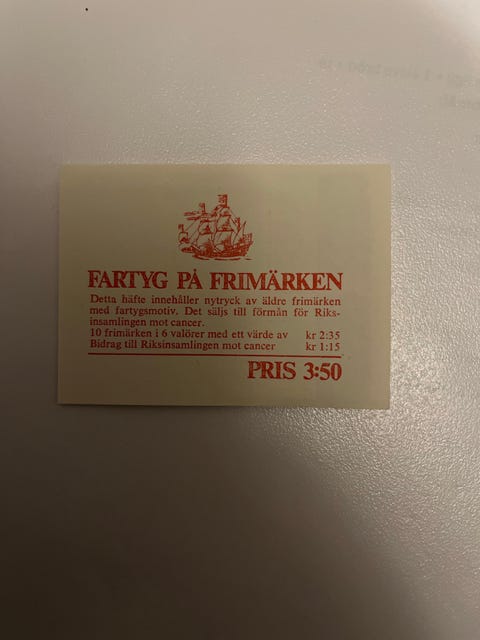 FARTYG PÅ FRIMÄRKEN
Detta häfte innehåller nytryck av äldre frimärken
med fartygsmotiv. Det säljs till förmån för Riks-
insamlingen mot cancer.
10 frimärken i 6 valörer med ett värde av kr 2:35
Bidrag till Riksinsamlingen mot cancer kr 1:15
PRIS 3:50